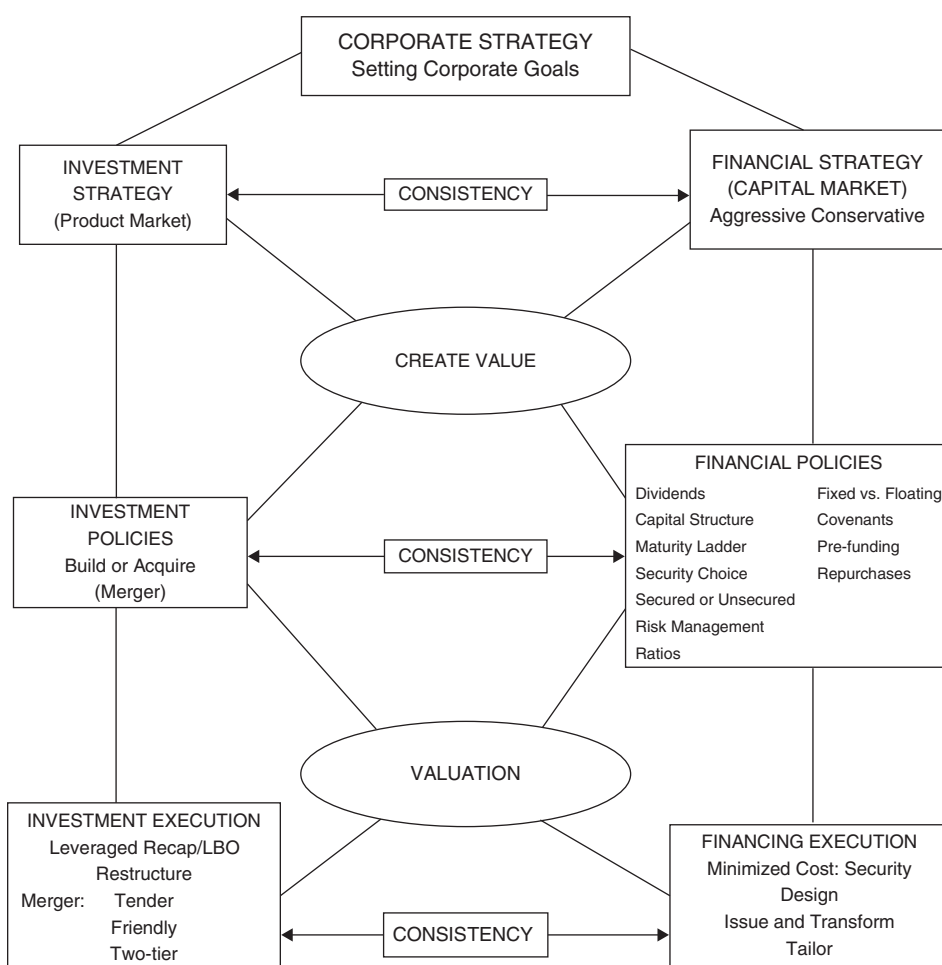 CORPORATE STRATEGY
Setting Corporate Goals
INVESTMENT
STRATEGY
(Product Market)
CONSISTENCY
FINANCIAL STRATEGY
(CAPITAL MARKET)
Aggressive Conservative
CREATE VALUE
INVESTMENT
POLICIES
Build or Acquire
(Merger)
CONSISTENCY
FINANCIAL POLICIES
Dividends
Capital Structure
Maturity Ladder
Security Choice
Secured or Unsecured
Risk Management
Ratios
Fixed vs. Floating
Covenants
Pre-funding
Repurchases
VALUATION
INVESTMENT EXECUTION
Leveraged Recap/LBO
Restructure
Merger: Tender
Friendly
Two-tier
CONSISTENCY
FINANCING EXECUTION
Minimized Cost: Security
Design
Issue and Transform
Tailor